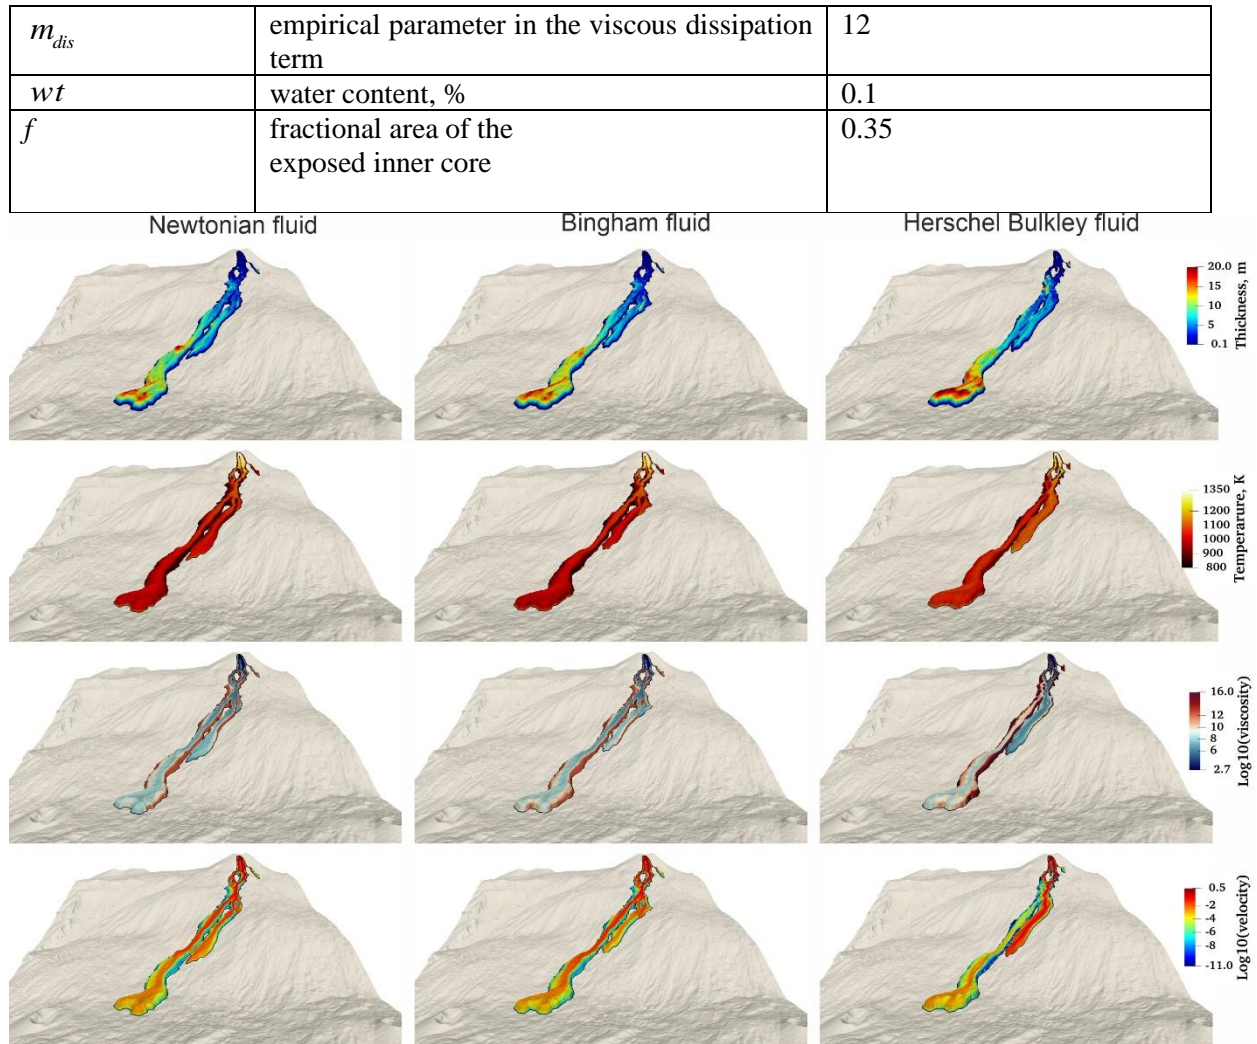 m_dis empirical parameter in the viscous dissipation 12
term
wt water content, % 0.1
f fractional area of the 0.35
exposed inner core
Newtonian fluid Bingham fluid Herschel Bulkley fluid
20.0
15
10
5
0.1
Thickness, m
1350
1200
1000
900
800
Temperarure, K
16.0
12
10
8
6
2.7
Log10(viscosity)
0.5
-2
-4
-6
-8
-11.0
Log10(velocity)